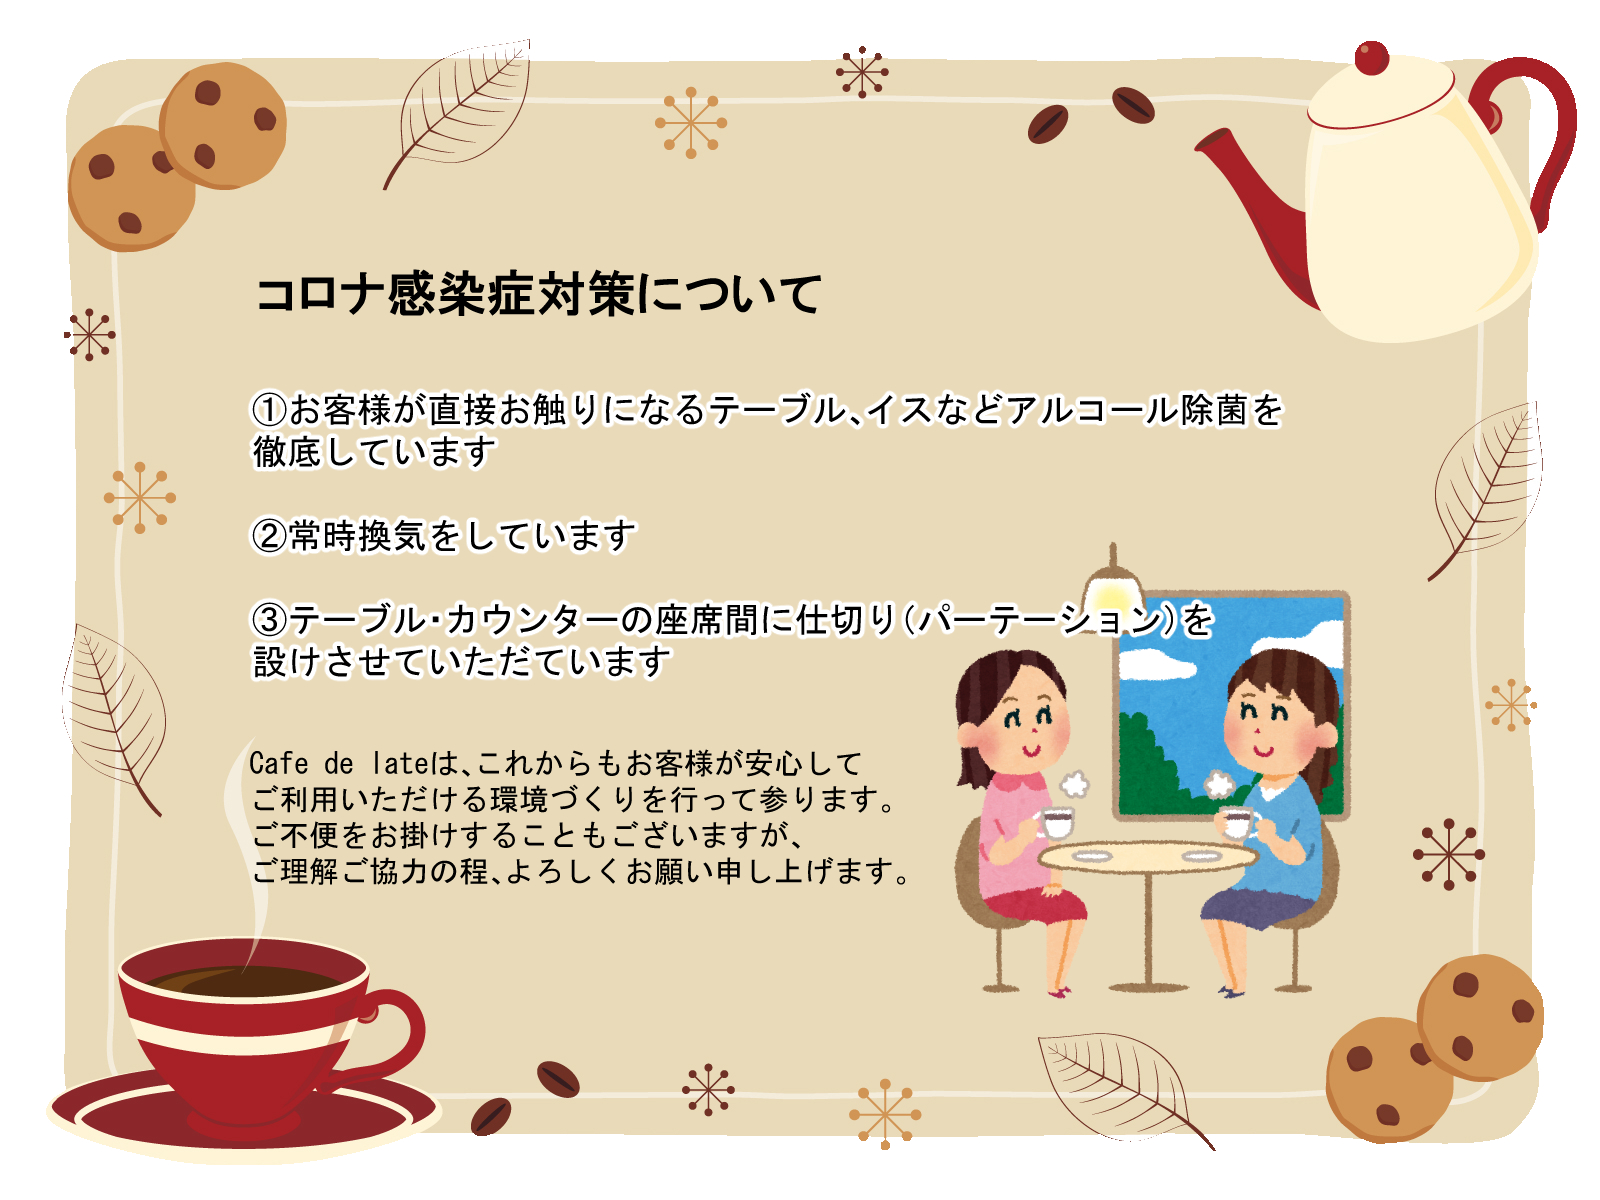 コロナ感染症対策について
①お客様が直接お触りになるテーブル、イスなどアルコール除菌を
徹底しています
②常時換気をしています
③テーブル・カウンターの座席間に仕切り(パーテーション)を
設けさせていただています
Cafe de lateは、これからもお客様が安心して
ご利用いただける環境づくりを行って参ります。
ご不便をお掛けすることもございますが、
ご理解ご協力の程、よろしくお願い申し上げます。